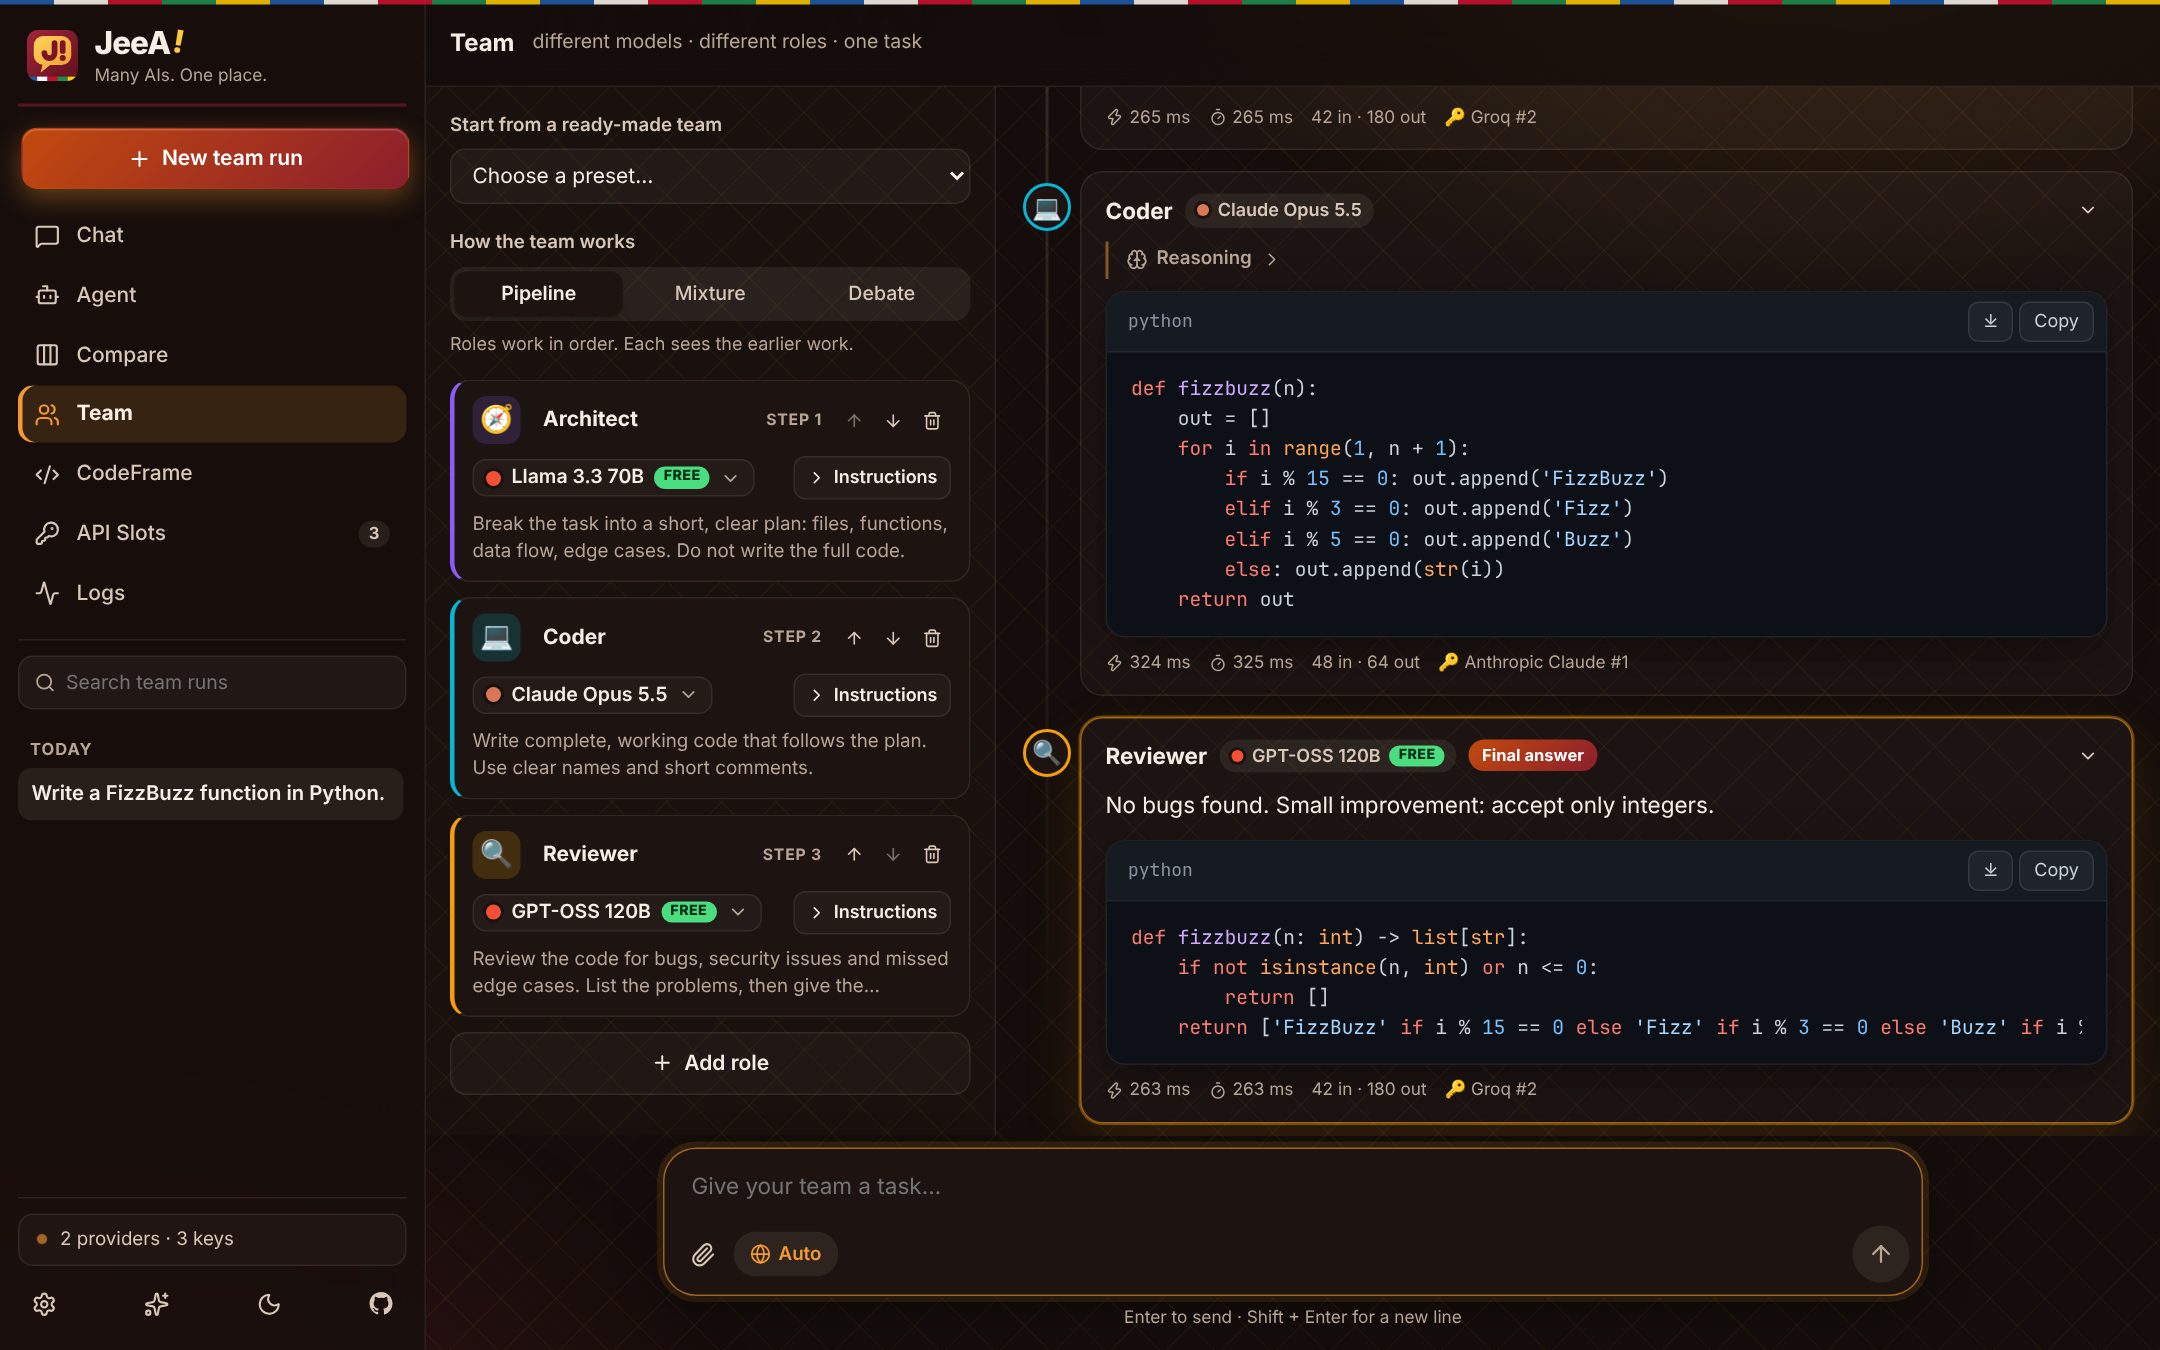 JeeA!
Many AIs. One place.
New team run
Chat
Agent
Compare
Team
CodeFrame
API Slots 3
Logs
Search team runs
TODAY
Write a FizzBuzz function in Python.
2 providers · 3 keys
Team different models · different roles · one task
Start from a ready-made team
Choose a preset...
How the team works
Pipeline Mixture Debate
Roles work in order. Each sees the earlier work.
Architect STEP 1
Llama 3.3 70B FREE Instructions
Break the task into a short, clear plan: files, functions,
data flow, edge cases. Do not write the full code.
Coder STEP 2
Claude Opus 5.5 Instructions
Write complete, working code that follows the plan.
Use clear names and short comments.
Reviewer STEP 3
GPT-OSS 120B FREE Instructions
Review the code for bugs, security issues and missed
edge cases. List the problems, then give the...
+ Add role
265 ms 265 ms 42 in · 180 out Groq #2
Coder Claude Opus 5.5
Reasoning
python Copy
def fizzbuzz(n):
    out = []
    for i in range(1, n + 1):
        if i % 15 == 0: out.append('FizzBuzz')
        elif i % 3 == 0: out.append('Fizz')
        elif i % 5 == 0: out.append('Buzz')
        else: out.append(str(i))
    return out
324 ms 325 ms 48 in · 64 out Anthropic Claude #1
Reviewer GPT-OSS 120B FREE Final answer
No bugs found. Small improvement: accept only integers.
python Copy
def fizzbuzz(n: int) -> list[str]:
    if not isinstance(n, int) or n <= 0:
        return []
    return ['FizzBuzz' if i % 15 == 0 else 'Fizz' if i % 3 == 0 else 'Buzz' if i %
263 ms 263 ms 42 in · 180 out Groq #2
Give your team a task...
Auto
Enter to send · Shift + Enter for a new line